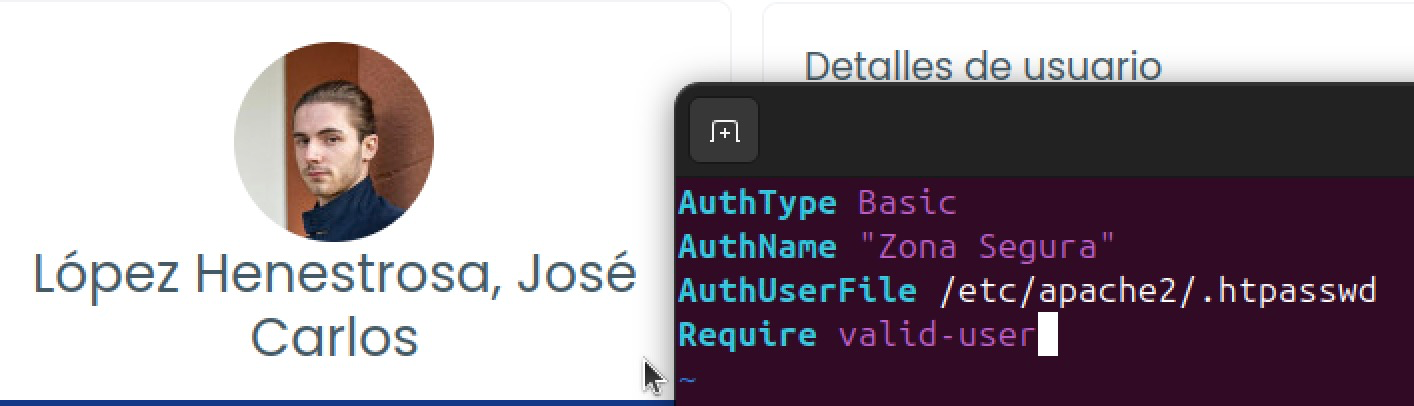 López Henestrosa, José
Carlos
Detalles de usuario
AuthType Basic
AuthName "Zona Segura"
AuthUserFile /etc/apache2/.htpasswd
Require valid-user
~